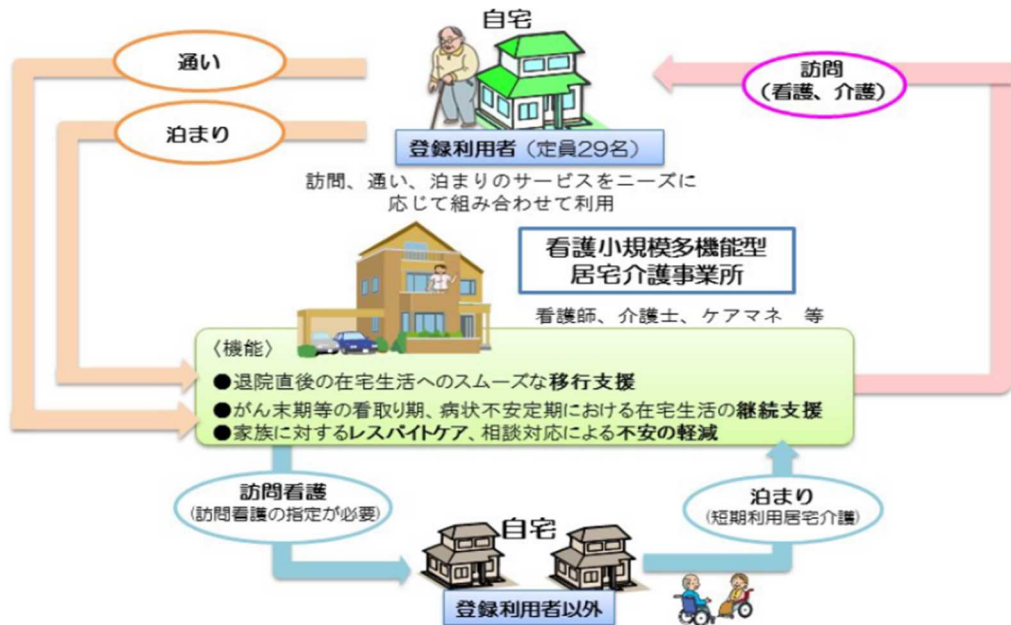 自宅
通い
泊まり
訪問
（看護、介護）
登録利用者（定員29名）
訪問、通い、泊まりのサービスをニーズに
応じて組み合わせて利用
看護小規模多機能型
居宅介護事業所
看護師、介護士、ケアマネ　等
〈機能〉
●退院直後の在宅生活へのスムーズな移行支援
●がん末期等の看取り期、病状不安定期における在宅生活の継続支援
●家族に対するレスパイトケア、相談対応による不安の軽減
訪問看護
(訪問看護の指定が必要)
泊まり
(短期利用居宅介護)
自宅
登録利用者以外